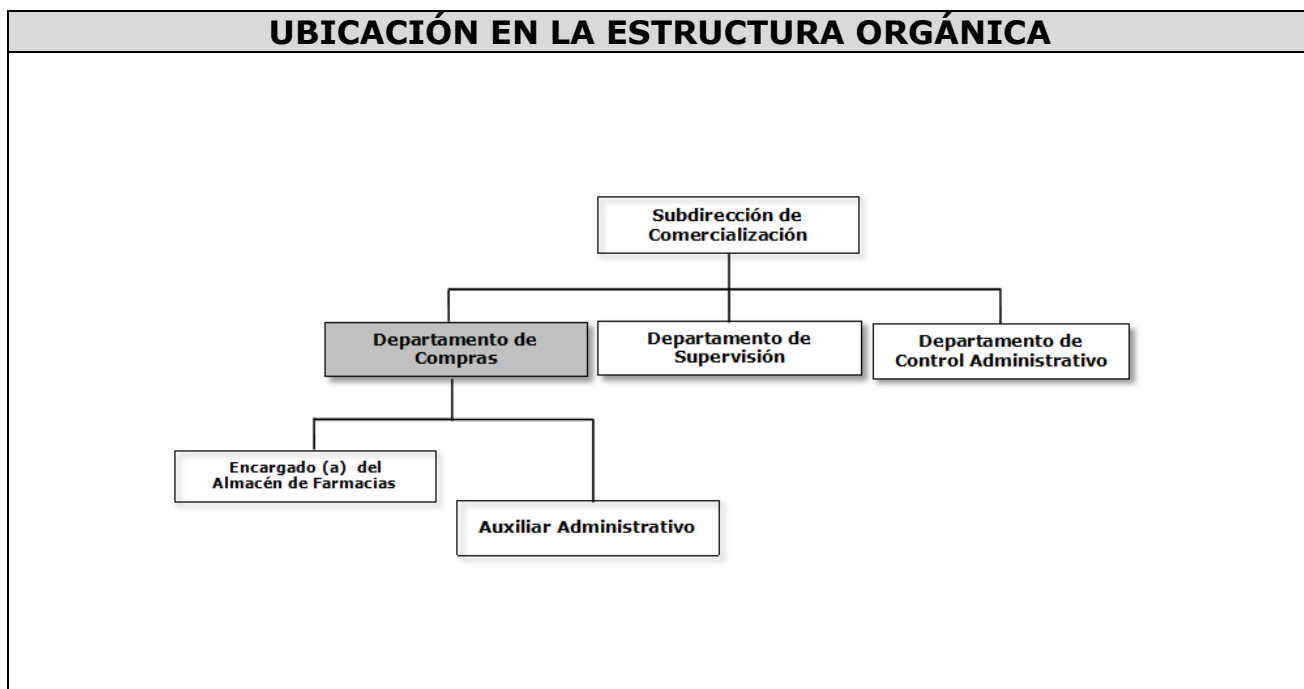 UBICACIÓN EN LA ESTRUCTURA ORGÁNICA
Subdirección de
Comercialización
Departamento de
Compras
Departamento de
Supervisión
Departamento de
Control Administrativo
Encargado (a) del
Almacén de Farmacias
Auxiliar Administrativo